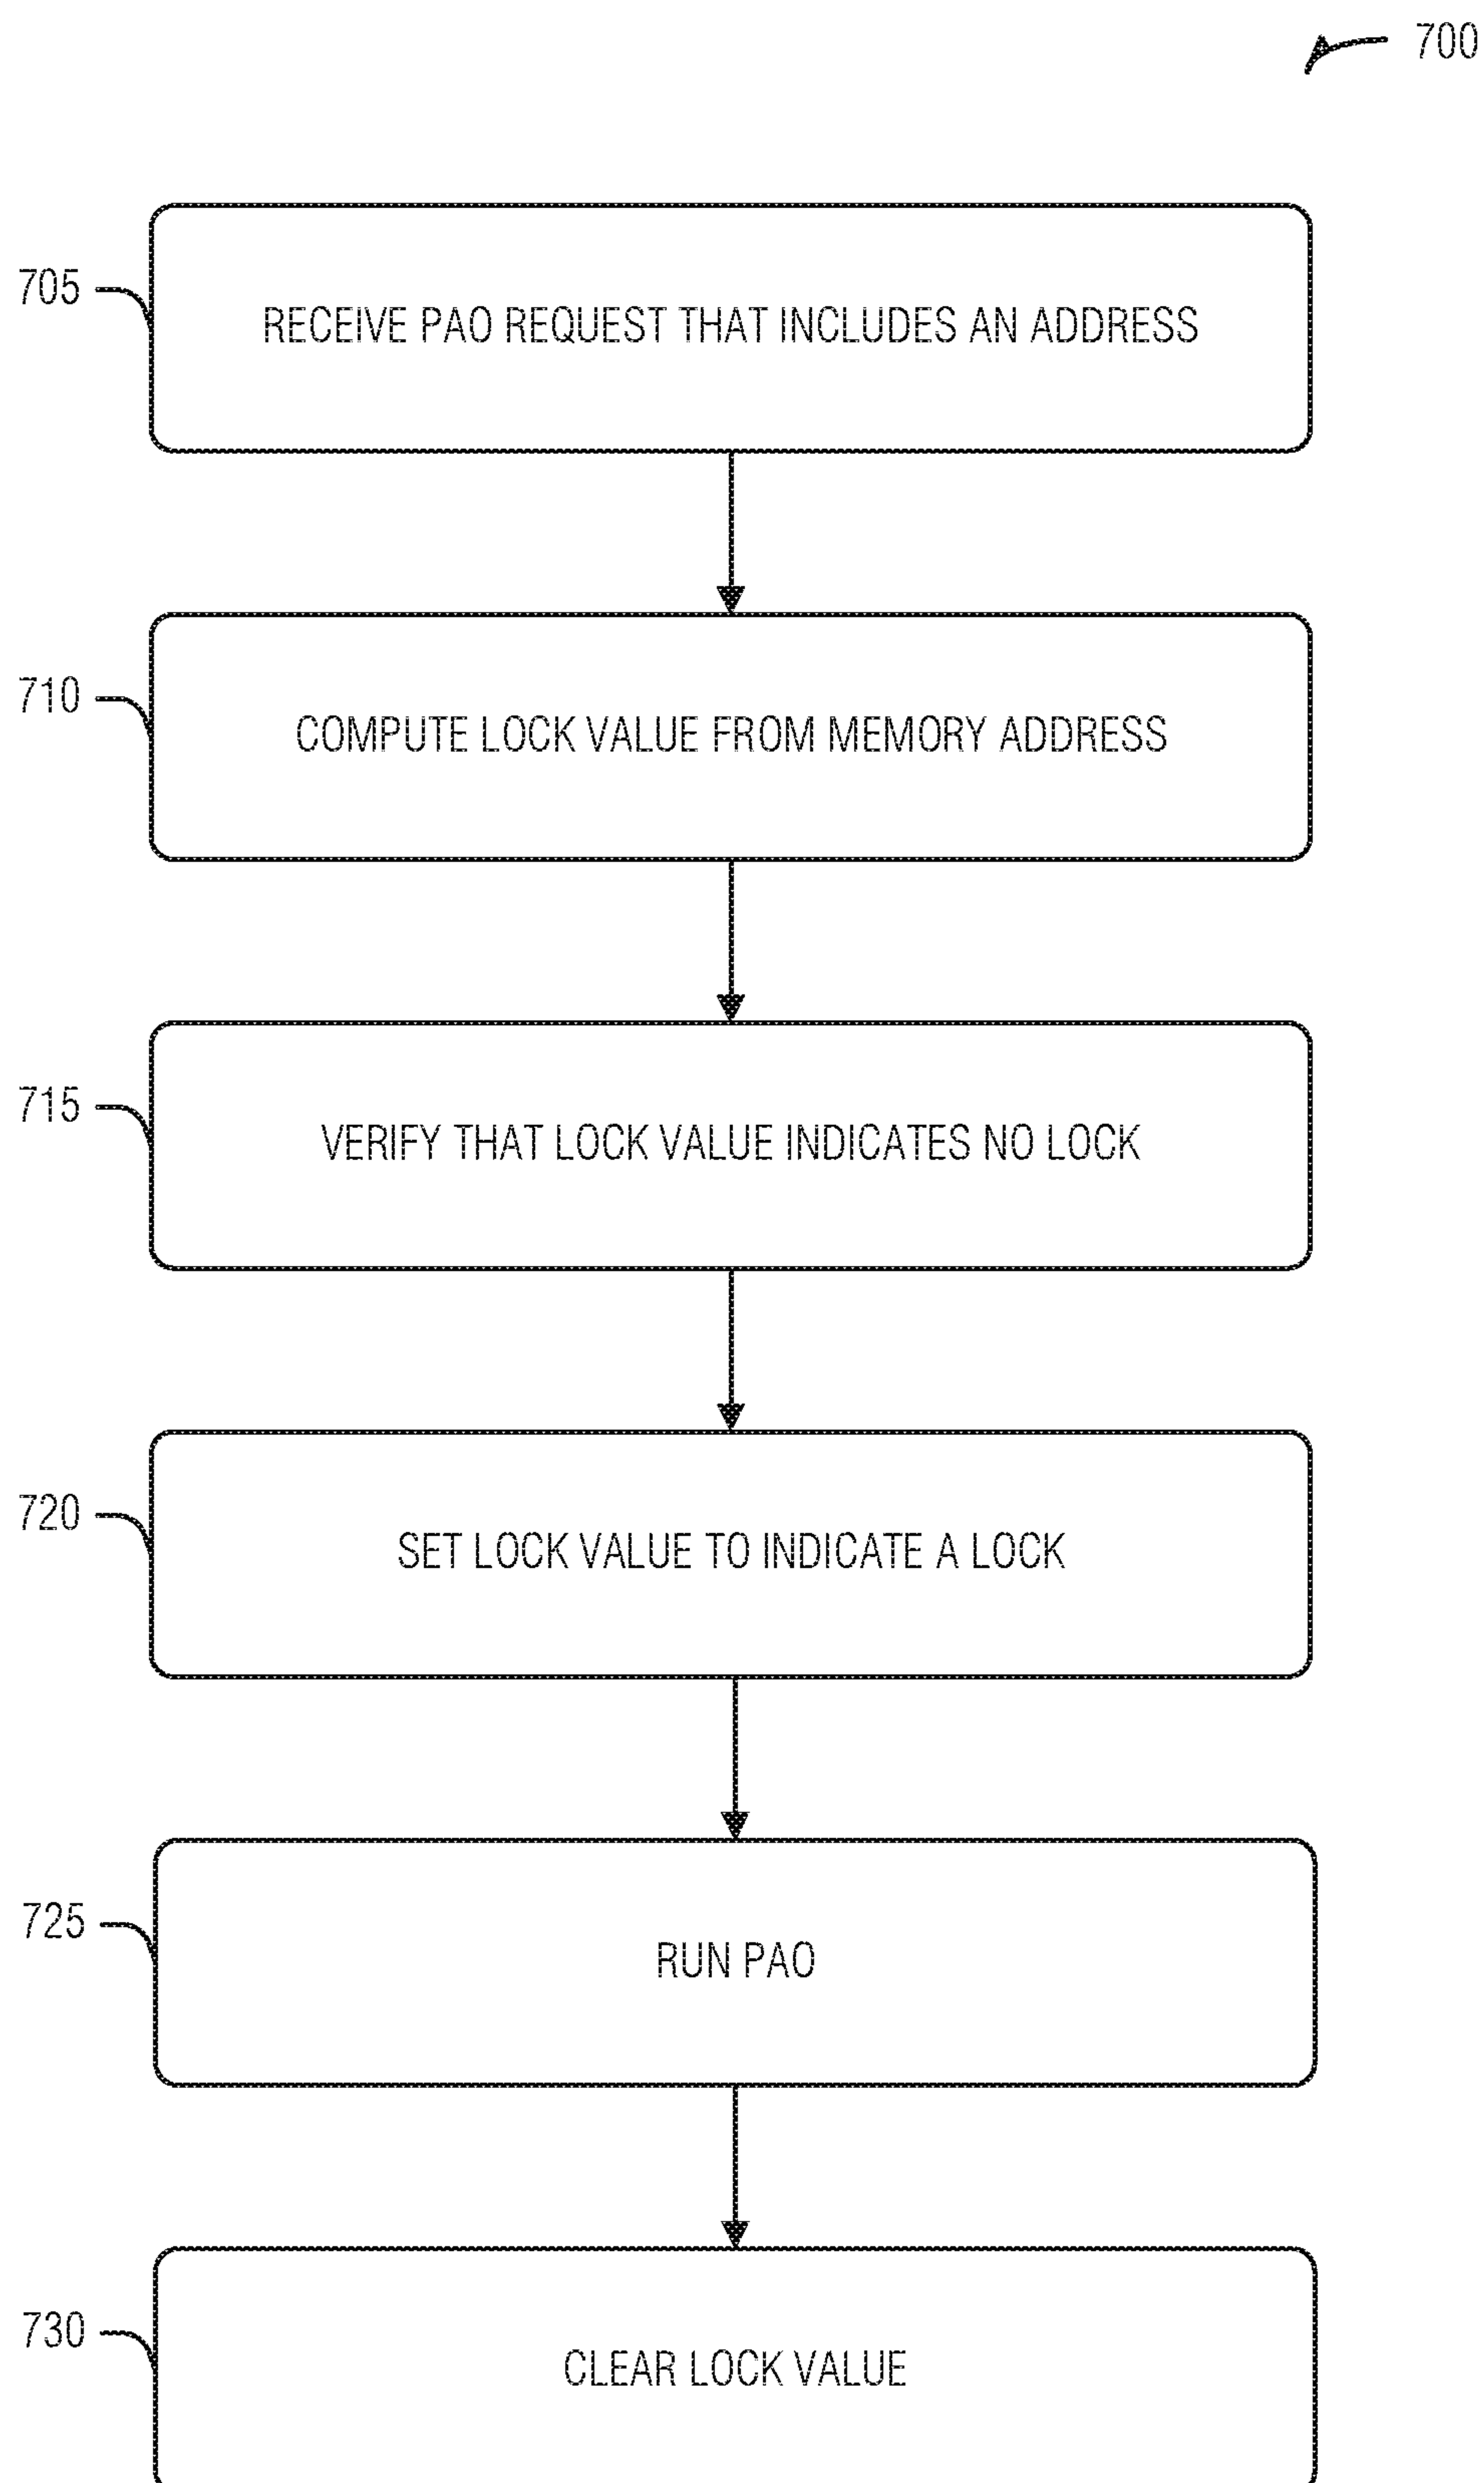 700
705
RECEIVE PAO REQUEST THAT INCLUDES AN ADDRESS
710
COMPUTE LOCK VALUE FROM MEMORY ADDRESS
715
VERIFY THAT LOCK VALUE INDICATES NO LOCK
720
SET LOCK VALUE TO INDICATE A LOCK
725
RUN PAO
730
CLEAR LOCK VALUE